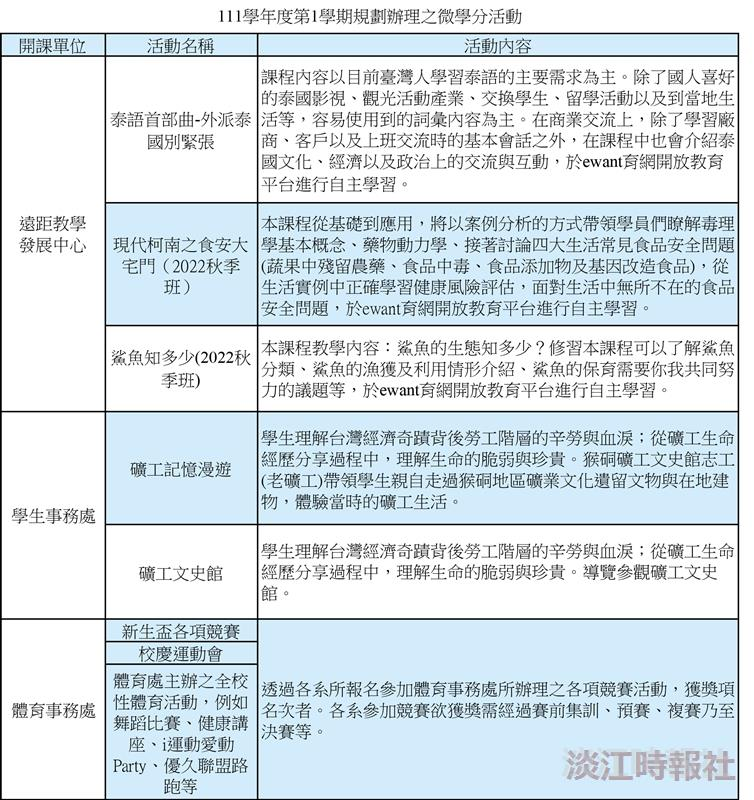 111學年度第1學期規劃辦理之微學分活動
開課單位
活動名稱
活動內容
遠距教學
發展中心
泰語首部曲-外派泰
國別緊張
課程內容以目前臺灣人學習泰語的主要需求為主。除了國人喜好
的泰國影視、觀光活動產業、交換學生、留學活動以及到當地生
活等，容易使用到的詞彙內容為主。在商業交流上，除了學習廠
商、客戶以及上班交流時的基本會話之外，在課程中也會介紹泰
國文化、經濟以及政治上的交流與互動，於ewant育網開放教育
平台進行自主學習。
現代柯南之食安大
宅門（2022秋季
班）
本課程從基礎到應用，將以案例分析的方式帶領學員們瞭解毒理
學基本概念、藥物動力學、接著討論四大生活常見食品安全問題
(蔬果中殘留農藥、食品中毒、食品添加物及基因改造食品)，從
生活實例中正確學習健康風險評估，面對生活中無所不在的食品
安全問題，於ewant育網開放教育平台進行自主學習。
鯊魚知多少(2022秋
季班)
本課程教學內容：鯊魚的生態知多少？修習本課程可以了解鯊魚
分類、鯊魚的漁獲及利用情形介紹、鯊魚的保育需要你我共同努
力的議題等，於ewant育網開放教育平台進行自主學習。
學生事務處
礦工記憶漫遊
學生理解台灣經濟奇蹟背後勞工階層的辛勞與血淚；從礦工生命
經歷分享過程中，理解生命的脆弱與珍貴。猴硐礦工文史館志工
(老礦工)帶領學生親自走過猴硐地區礦業文化遺留文物與在地建
物，體驗當時的礦工生活。
礦工文史館
學生理解台灣經濟奇蹟背後勞工階層的辛勞與血淚；從礦工生命
經歷分享過程中，理解生命的脆弱與珍貴。導覽參觀礦工文史
館。
體育事務處
新生盃各項競賽
校慶運動會
體育處主辦之全校
性體育活動，例如
舞蹈比賽、健康講
座、i運動愛動
Party、優久聯盟路
跑等
透過各系所報名參加體育事務處所辦理之各項競賽活動，獲獎項
名次者。各系參加競賽欲獲獎需經過賽前集訓、預賽、複賽乃至
決賽等。
淡江時報社